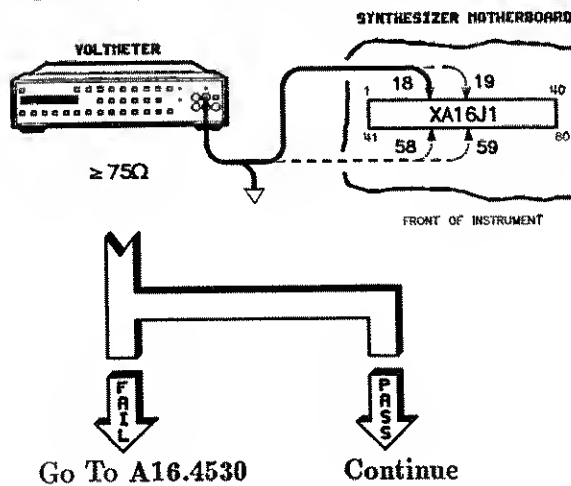 SYNTHESIZER MOTHERBOARD
VOLTMETER
18 19
1 40
XA16J1
41 80
58 59
≥ 75Ω
FRONT OF INSTRUMENT
FAIL
PASS
Go To A16.4530
Continue